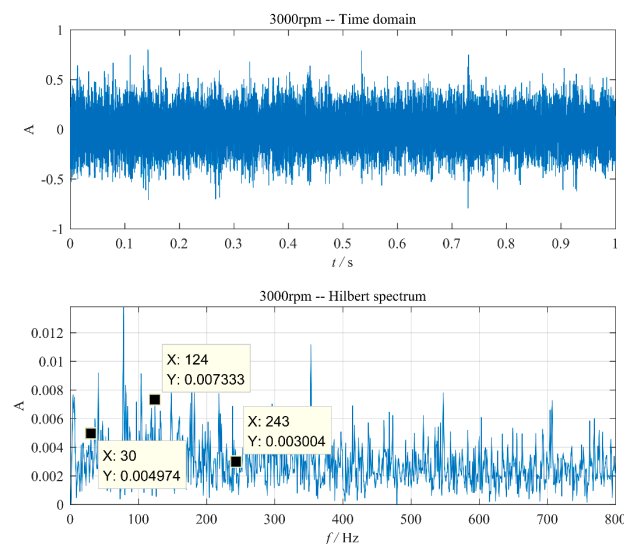 3000rpm -- Time domain
1
0.5
0
-0.5
-1
A
0 0.1 0.2 0.3 0.4 0.5 0.6 0.7 0.8 0.9 1
t / s
3000rpm -- Hilbert spectrum
0.012
0.01
0.008
0.006
0.004
0.002
0
A
X: 124
Y: 0.007333
X: 243
Y: 0.003004
X: 30
Y: 0.004974
0 100 200 300 400 500 600 700 800
f / Hz